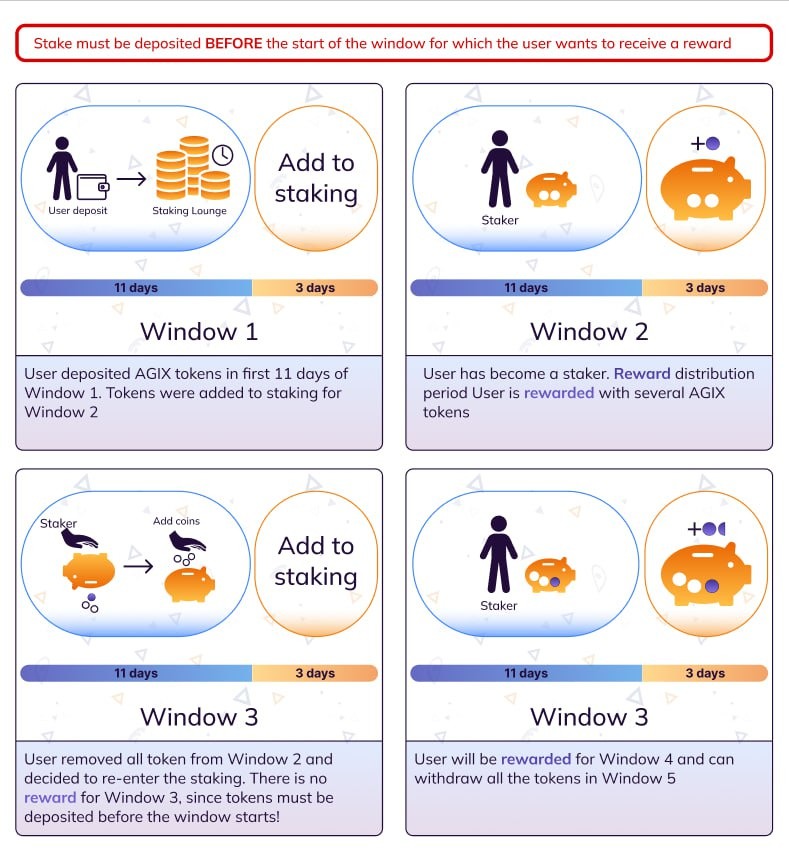 Stake must be deposited BEFORE the start of the window for which the user wants to receive a reward
User deposit
Staking Lounge
Add to
staking
11 days
3 days
Window 1
User deposited AGIX tokens in first 11 days of
Window 1. Tokens were added to staking for
Window 2
+
Staker
11 days
3 days
Window 2
User has become a staker. Reward distribution
period User is rewarded with several AGIX
tokens
Staker
Add coins
Add to
staking
11 days
3 days
Window 3
User removed all token from Window 2 and
decided to re-enter the staking. There is no
reward for Window 3, since tokens must be
deposited before the window starts!
+
Staker
11 days
3 days
Window 3
User will be rewarded for Window 4 and can
withdraw all the tokens in Window 5